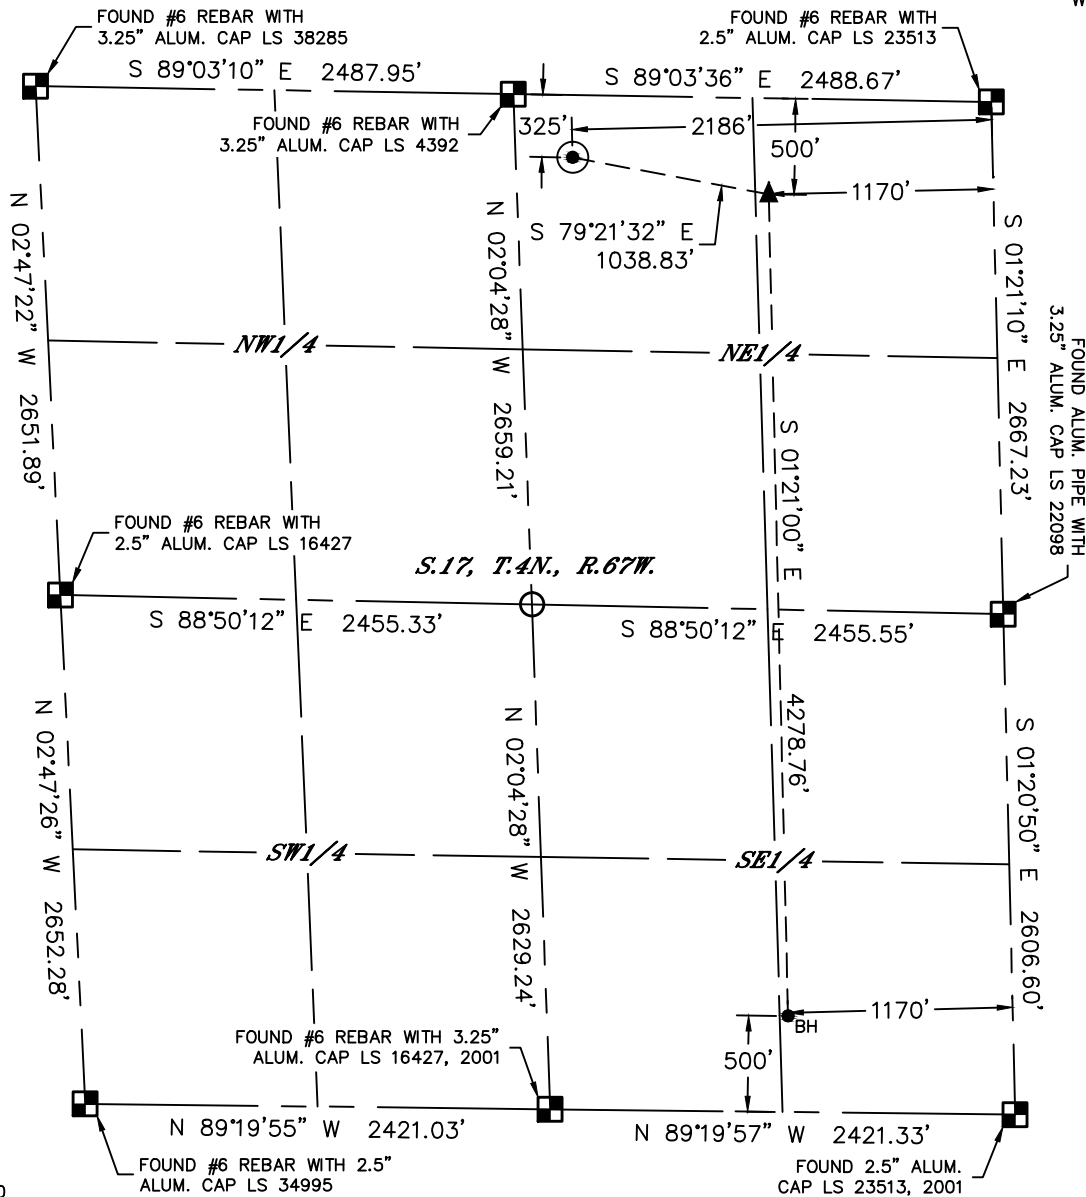 W
FOUND #6 REBAR WITH
3.25" ALUM. CAP LS 38285
FOUND #6 REBAR WITH
2.5" ALUM. CAP LS 23513
S 89°03'10" E 2487.95'
S 89°03'36" E 2488.67'
FOUND #6 REBAR WITH
3.25" ALUM. CAP LS 4392
325'
2186'
500'
1170'
S 79°21'32" E
1038.83'
N 02°47'22" W 2651.89'
N 02°04'28" W 2659.21'
S 01°21'10" E 2667.23'
FOUND ALUM. PIPE WITH
3.25" ALUM. CAP LS 22098
NW1/4
NE1/4
S 01°21'00" E 4278.76'
FOUND #6 REBAR WITH
2.5" ALUM. CAP LS 16427
S.17, T.4N., R.67W.
S 88°50'12" E 2455.33'
S 88°50'12" E 2455.55'
N 02°47'26" W 2652.28'
N 02°04'28" W 2629.24'
S 01°20'50" E 2606.60'
SW1/4
SE1/4
1170'
BH
500'
FOUND #6 REBAR WITH 3.25"
ALUM. CAP LS 16427, 2001
N 89°19'55" W 2421.03'
N 89°19'57" W 2421.33'
FOUND #6 REBAR WITH 2.5"
ALUM. CAP LS 34995
FOUND 2.5" ALUM.
CAP LS 23513, 2001